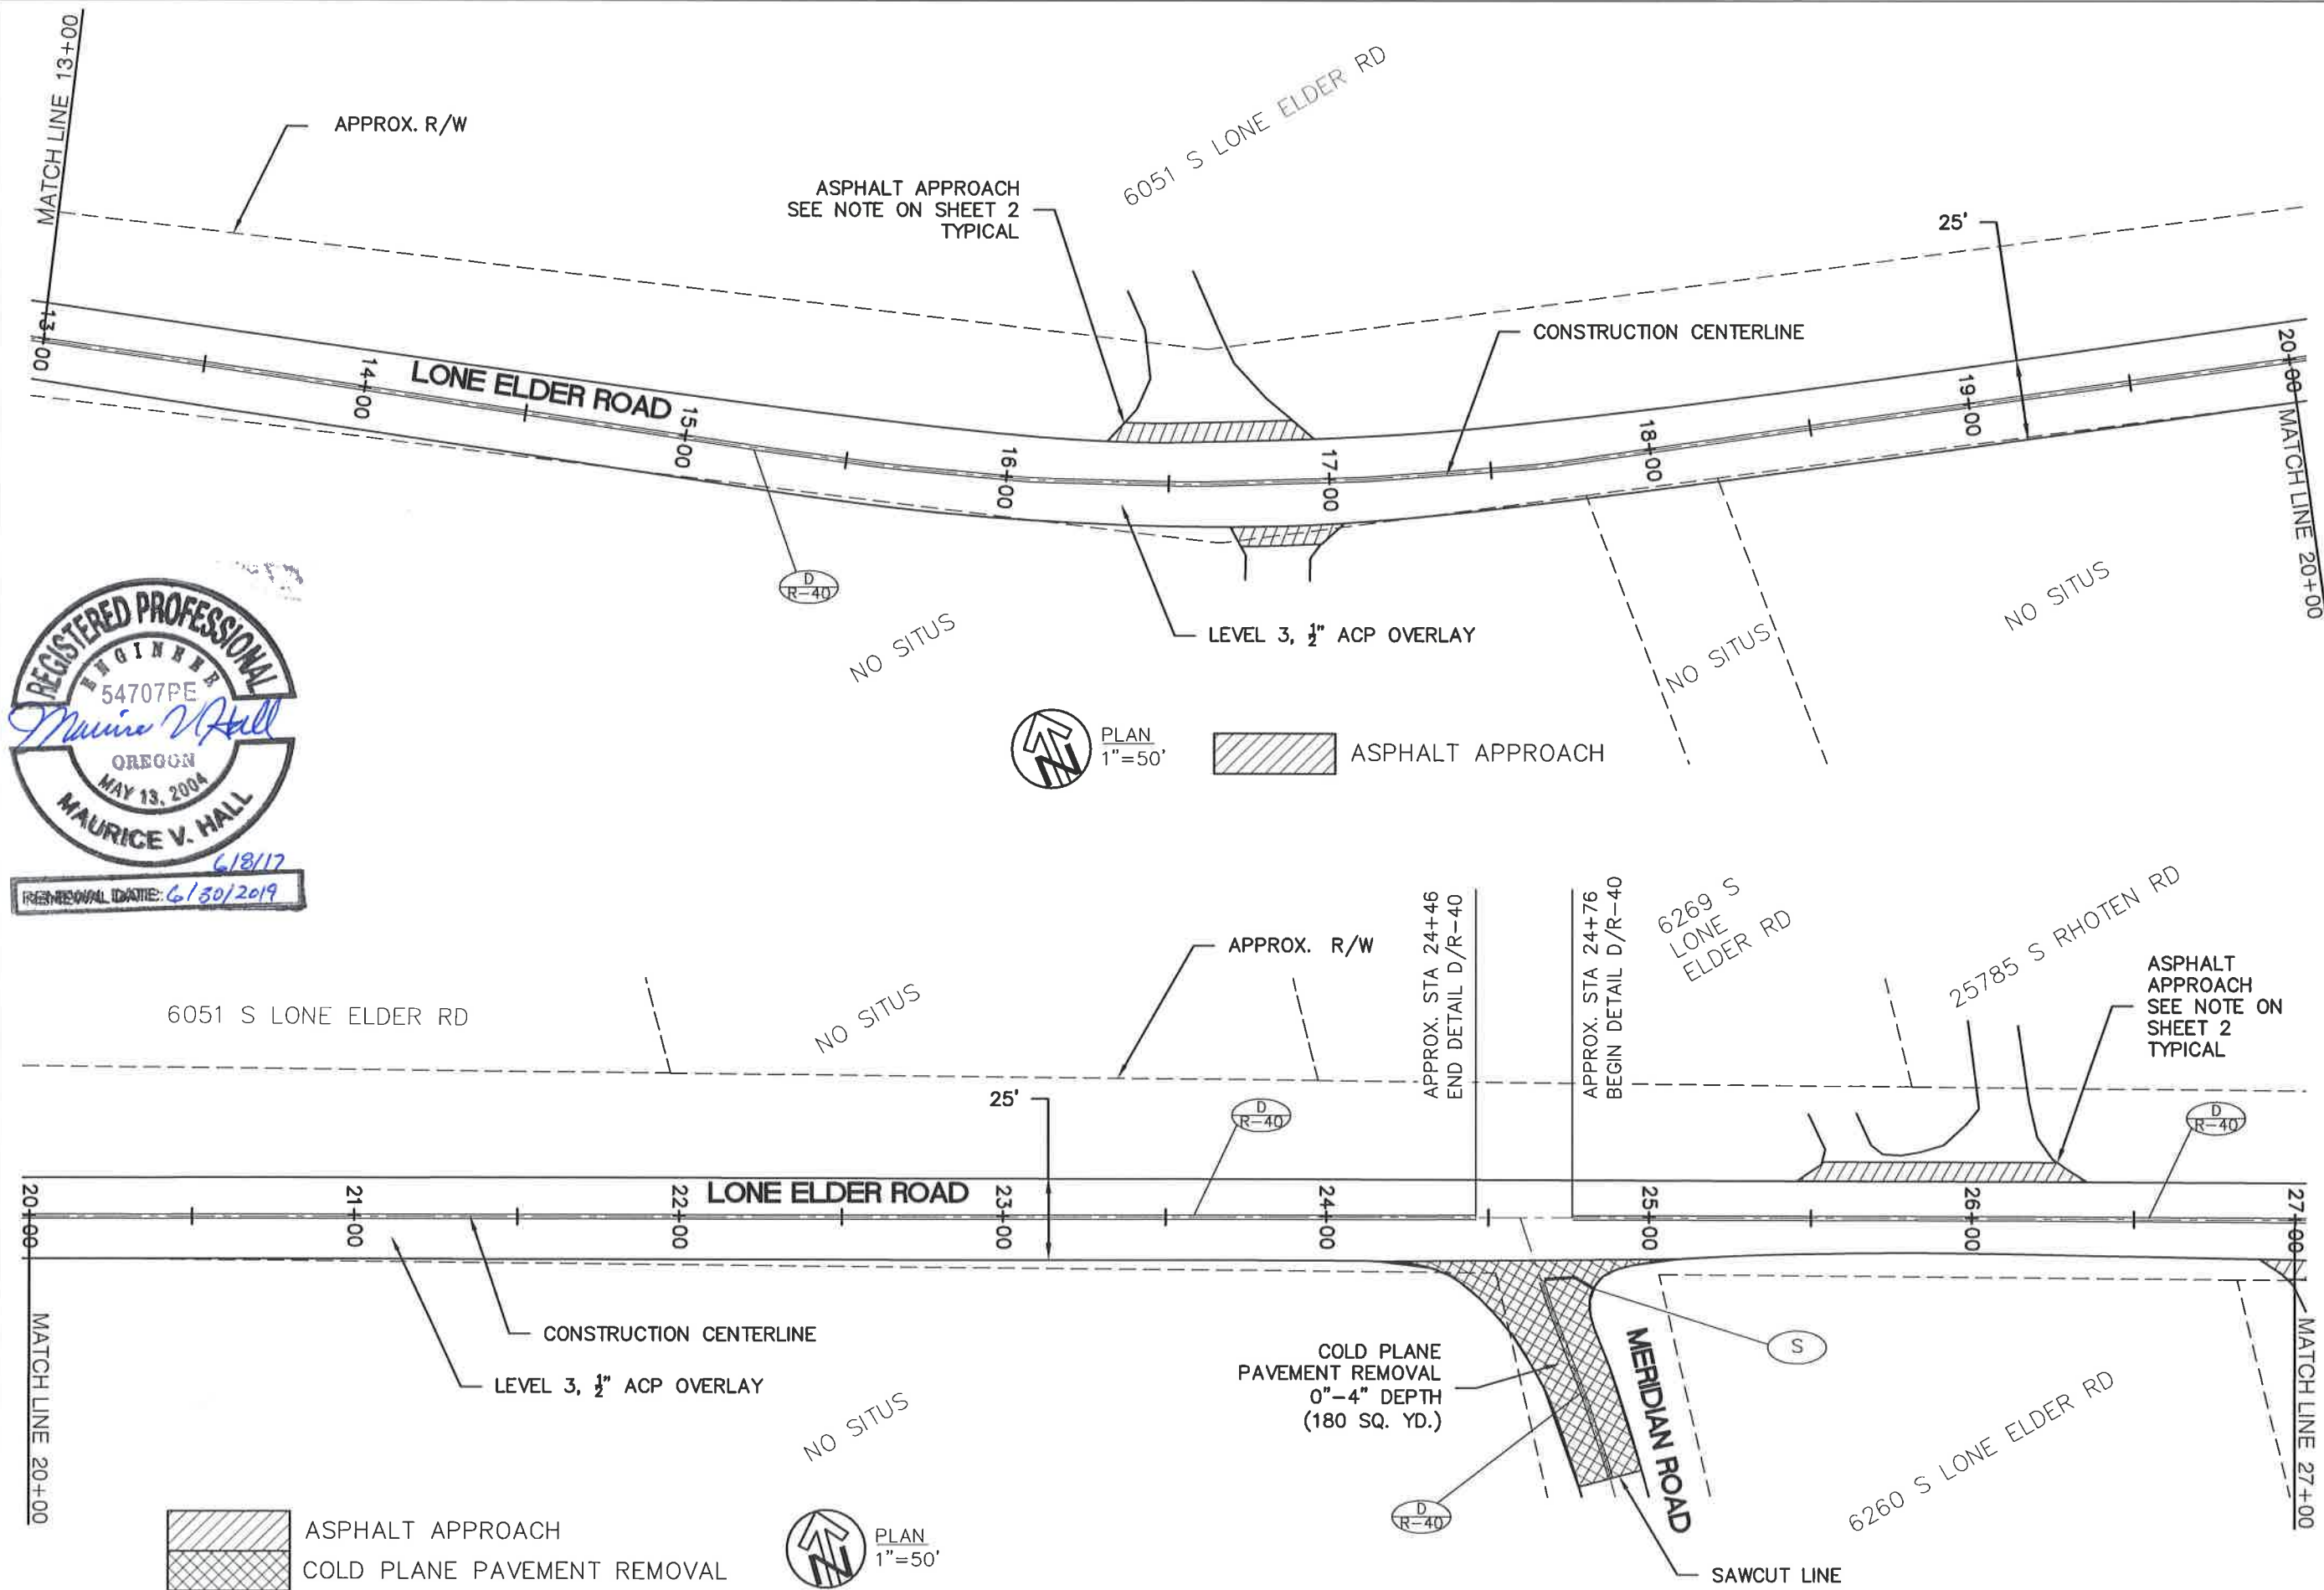 MATCH LINE 13+00
APPROX. R/W
6051 S LONE ELDER RD
ASPHALT APPROACH
SEE NOTE ON SHEET 2
TYPICAL
25'
CONSTRUCTION CENTERLINE
13+00
14+00
LONE ELDER ROAD
15+00
16+00
17+00
18+00
19+00
20+00
MATCH LINE 20+00
D
R-40
NO SITUS
LEVEL 3, ½" ACP OVERLAY
NO SITUS
NO SITUS
REGISTERED PROFESSIONAL
ENGINEER
54707PE
Maurice V Hall
OREGON
MAY 13, 2004
MAURICE V. HALL
6/8/17
RENEWAL DATE: 6/30/2019
N
PLAN
1"=50'
ASPHALT APPROACH
6051 S LONE ELDER RD
NO SITUS
APPROX. R/W
APPROX. STA 24+46
END DETAIL D/R-40
APPROX. STA 24+76
BEGIN DETAIL D/R-40
6269 S
LONE
ELDER RD
25785 S RHOTEN RD
ASPHALT
APPROACH
SEE NOTE ON
SHEET 2
TYPICAL
25'
D
R-40
D
R-40
20+00
21+00
22+00
LONE ELDER ROAD
23+00
24+00
25+00
26+00
27+00
MATCH LINE 20+00
CONSTRUCTION CENTERLINE
LEVEL 3, ½" ACP OVERLAY
NO SITUS
COLD PLANE
PAVEMENT REMOVAL
0"-4" DEPTH
(180 SQ. YD.)
MERIDIAN ROAD
S
D
R-40
6260 S LONE ELDER RD
MATCH LINE 27+00
SAWCUT LINE
ASPHALT APPROACH
COLD PLANE PAVEMENT REMOVAL
N
PLAN
1"=50'